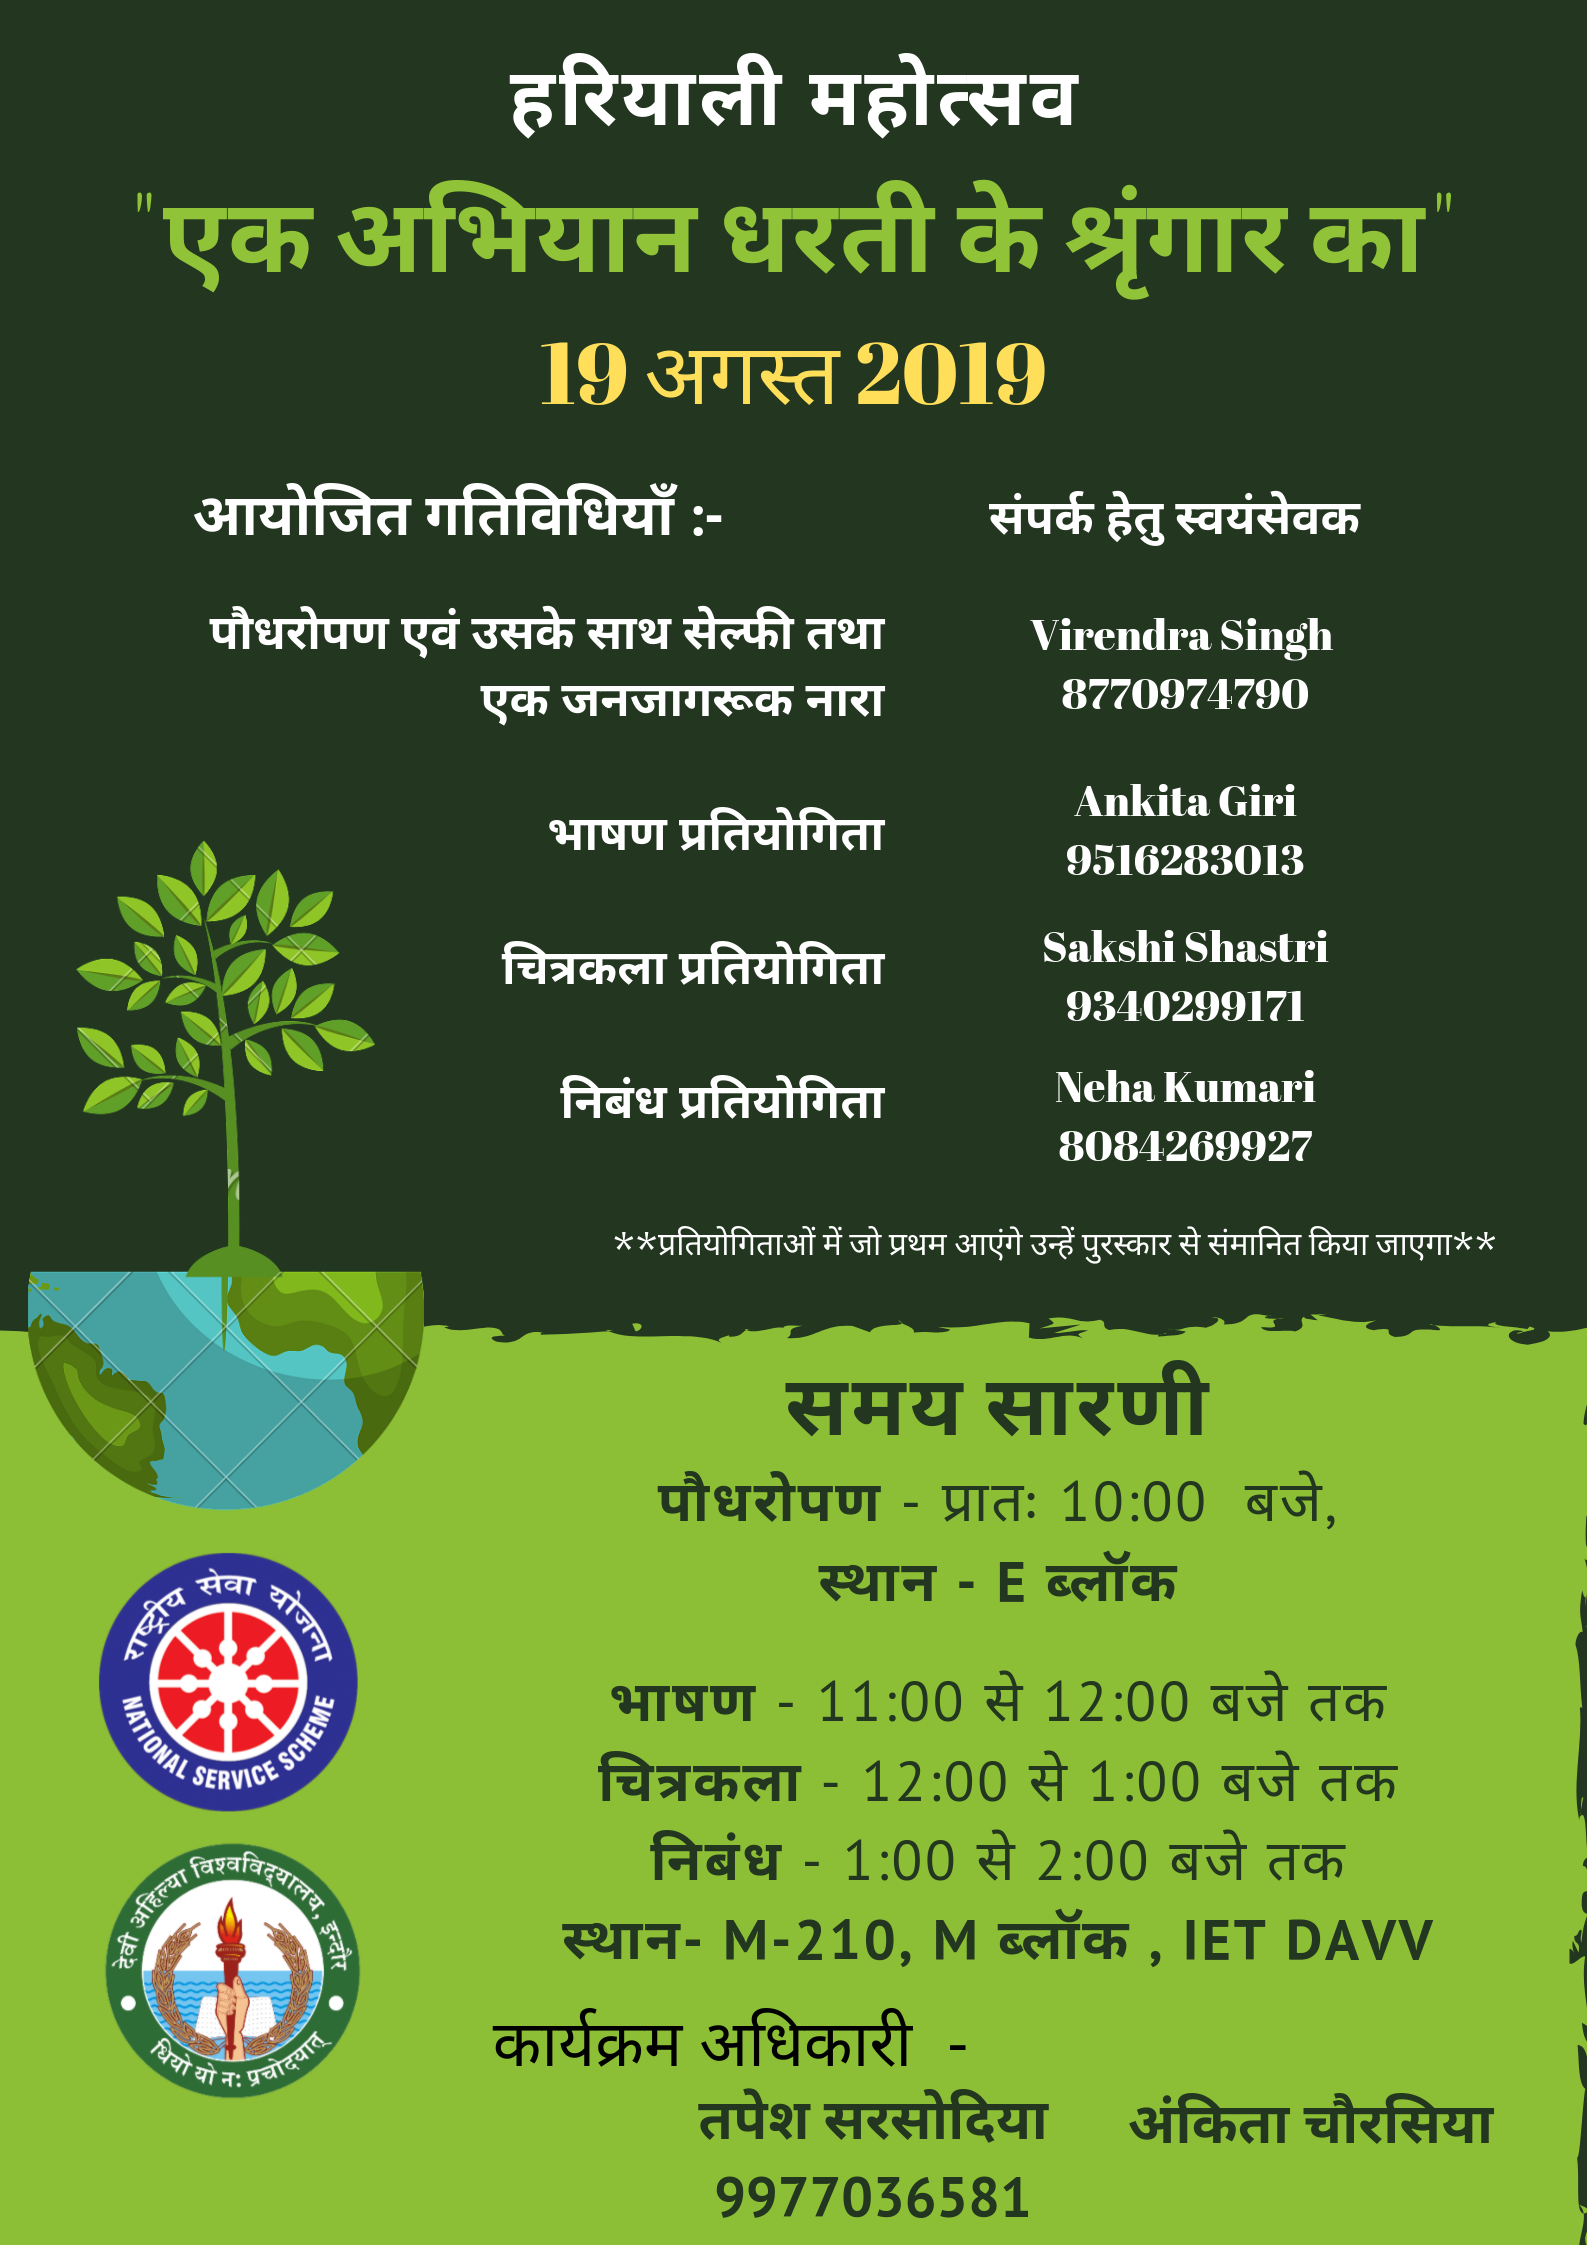 हरियाली महोत्सव
"एक अभियान धरती के श्रृंगार का"
19 अगस्त 2019
आयोजित गतिविधियाँ :-
पौधरोपण एवं उसके साथ सेल्फी तथा
एक जनजागरूक नारा
भाषण प्रतियोगिता
चित्रकला प्रतियोगिता
निबंध प्रतियोगिता
संपर्क हेतु स्वयंसेवक
Virendra Singh
8770974790
Ankita Giri
9516283013
Sakshi Shastri
9340299171
Neha Kumari
8084269927
**प्रतियोगिताओं में जो प्रथम आएंगे उन्हें पुरस्कार से संमानित किया जाएगा**
समय सारणी
पौधरोपण - प्रातः 10:00 बजे,
स्थान - E ब्लॉक
भाषण - 11:00 से 12:00 बजे तक
चित्रकला - 12:00 से 1:00 बजे तक
निबंध - 1:00 से 2:00 बजे तक
स्थान- M-210, M ब्लॉक , IET DAVV
राष्ट्रीय सेवा योजना
NATIONAL SERVICE SCHEME
देवी अहिल्या विश्वविद्यालय, इन्दौर
धियो यो नः प्रचोदयात्
कार्यक्रम अधिकारी -
तपेश सरसोदिया अंकिता चौरसिया
9977036581